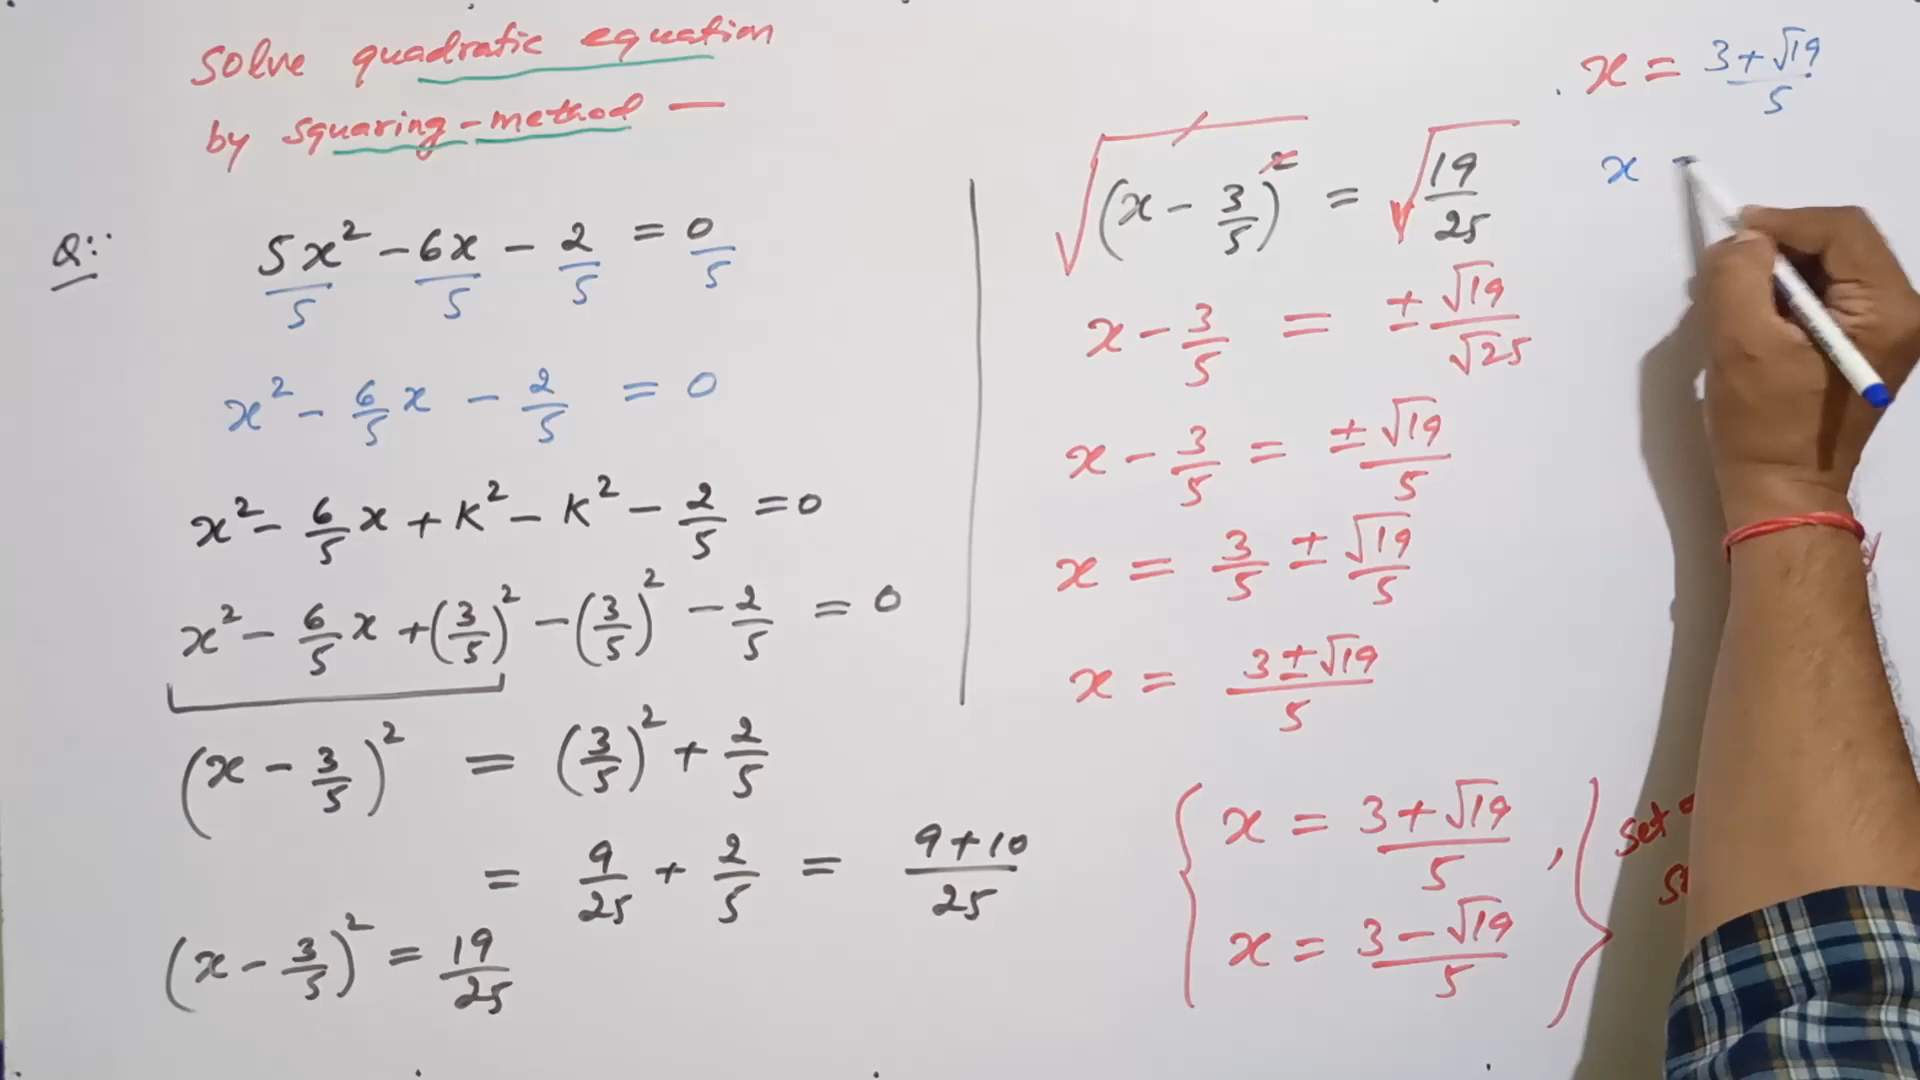 Solve quadratic equation
by squaring-method —
Q:·
5x²/5 - 6x/5 - 2/5 = 0/5
x² - 6/5 x - 2/5 = 0
x² - 6/5 x + K² - K² - 2/5 = 0
x² - 6/5 x + (3/5)² - (3/5)² - 2/5 = 0
(x - 3/5)² = (3/5)² + 2/5
= 9/25 + 2/5 = (9+10)/25
(x - 3/5)² = 19/25
√(x - 3/5)² = √19/25
x - 3/5 = ± √19/√25
x - 3/5 = ± √19/5
x = 3/5 ± √19/5
x = (3±√19)/5
{ x = (3+√19)/5 ,
x = (3-√19)/5 }
Set
x = (3+√19)/5
x =